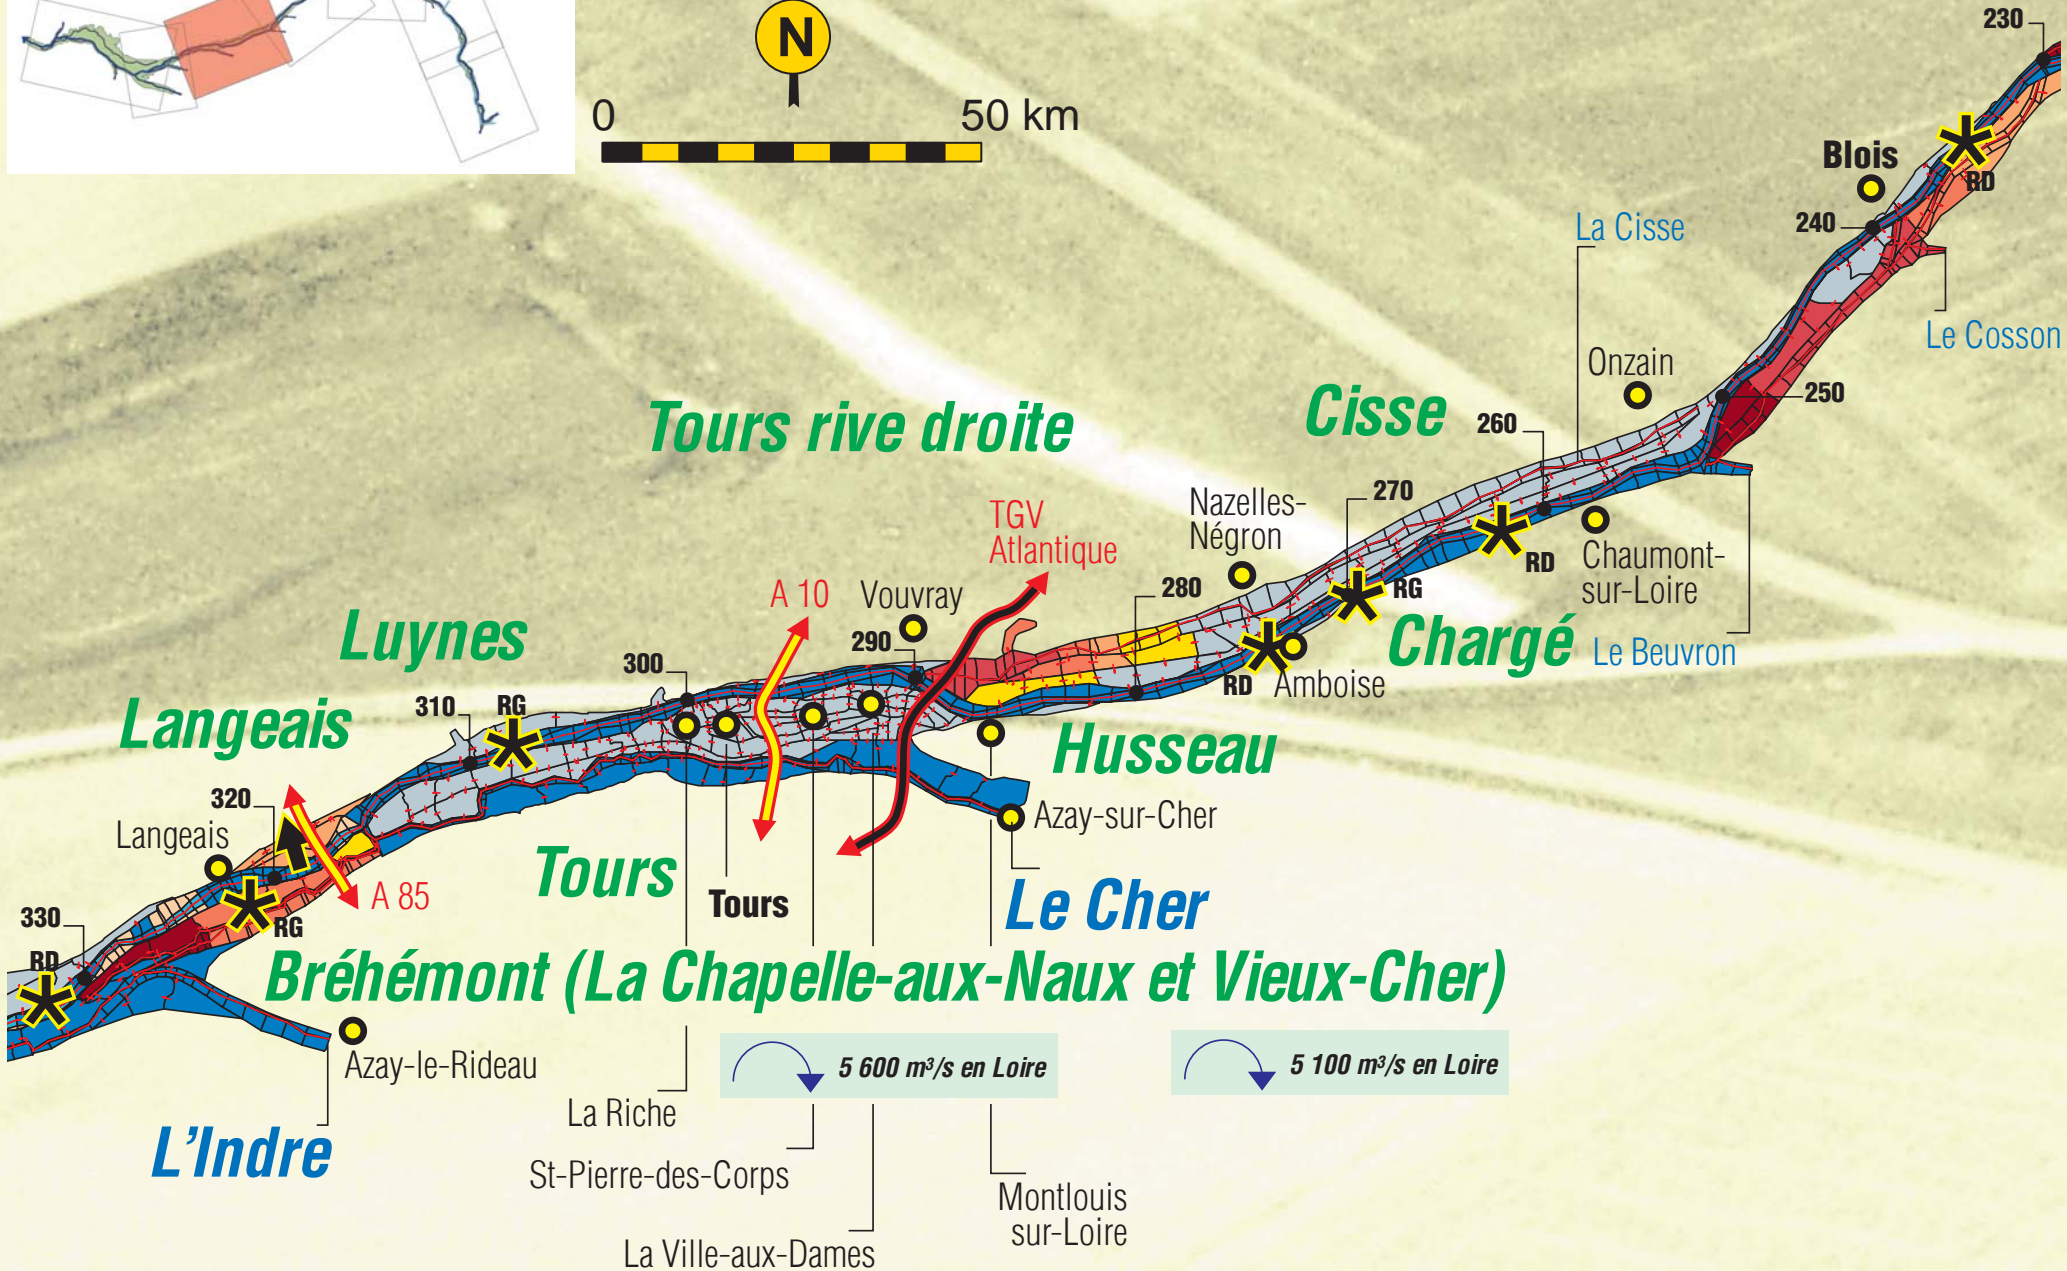 N
0 50 km
230
Blois
RD
240
La Cisse
Le Cosson
Onzain
250
Cisse
260
Tours rive droite
270
Nazelles-
Négron
TGV
Atlantique
RD
Chaumont-
sur-Loire
RG
280
A 10
Vouvray
290
Chargé
Le Beuvron
Luynes
300
RD
Amboise
Langeais
310
RG
Husseau
320
Langeais
Azay-sur-Cher
Tours
Tours
A 85
Le Cher
330
RG
RD
Bréhémont (La Chapelle-aux-Naux et Vieux-Cher)
Azay-le-Rideau
5 600 m³/s en Loire
5 100 m³/s en Loire
La Riche
L'Indre
St-Pierre-des-Corps
Montlouis
sur-Loire
La Ville-aux-Dames